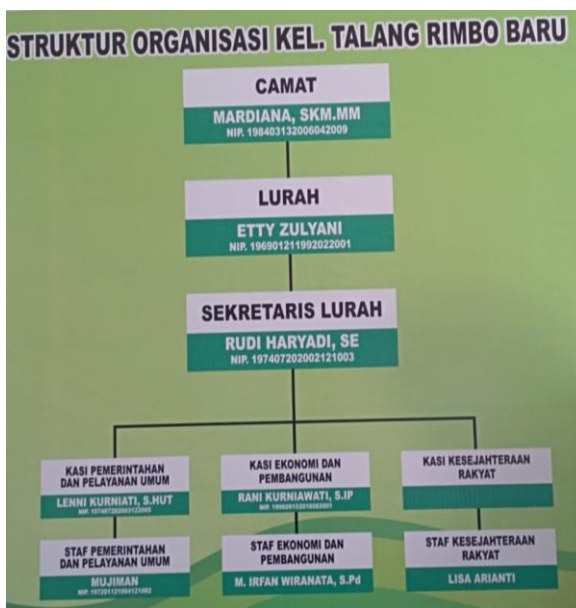 STRUKTUR ORGANISASI KEL. TALANG RIMBO BARU
CAMAT
MARDIANA, SKM.MM
NIP. 198403132006042009
LURAH
ETTY ZULYANI
NIP. 196901211992022001
SEKRETARIS LURAH
RUDI HARYADI, SE
NIP. 197407202002121003
KASI PEMERINTAHAN
DAN PELAYANAN UMUM
LENNI KURNIATI, S.HUT
NIP.
KASI EKONOMI DAN
PEMBANGUNAN
RANI KURNIAWATI, S.IP
NIP.
KASI KESEJAHTERAAN
RAKYAT
STAF PEMERINTAHAN
DAN PELAYANAN UMUM
MUJIMAN
NIP.
STAF EKONOMI DAN
PEMBANGUNAN
M. IRFAN WIRANATA, S.Pd
STAF KESEJAHTERAAN
RAKYAT
LISA ARIANTI